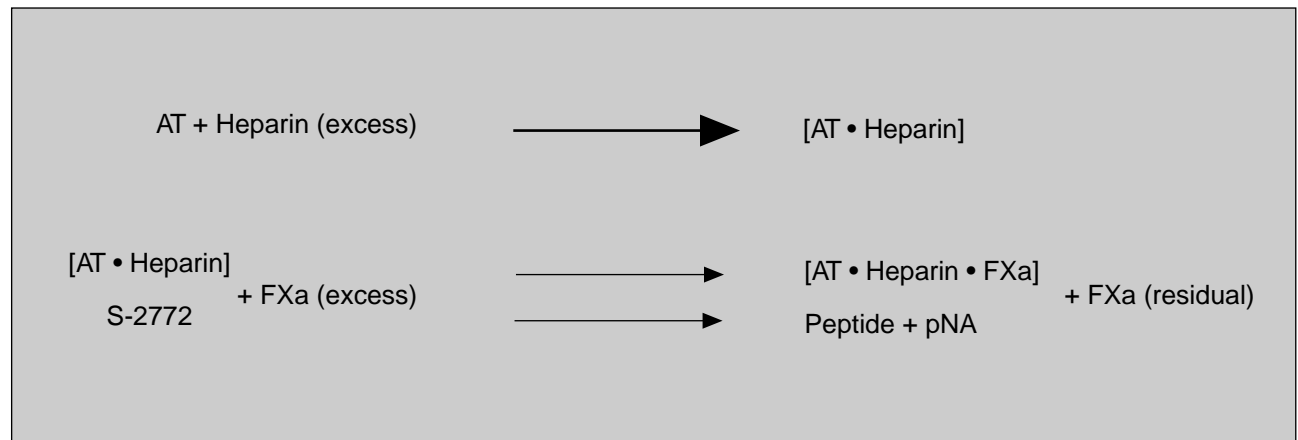 AT + Heparin (excess) [AT • Heparin]
[AT • Heparin] [AT • Heparin • FXa]
+ FXa (excess) + FXa (residual)
S-2772 Peptide + pNA